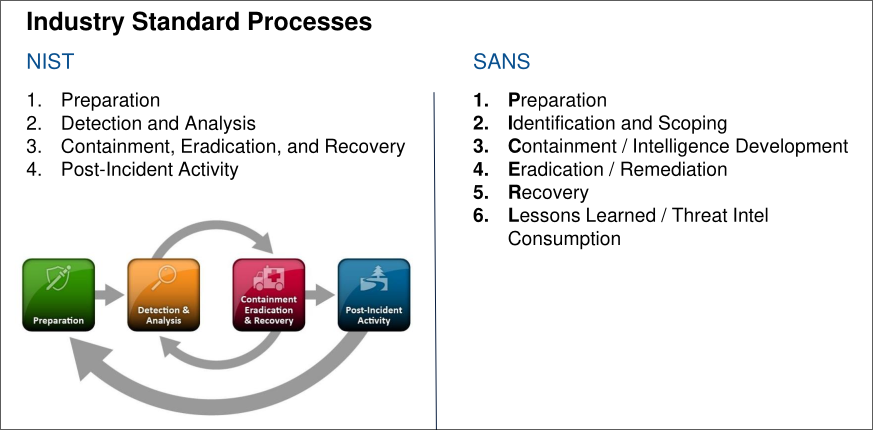 Industry Standard Processes
NIST
1. Preparation
2. Detection and Analysis
3. Containment, Eradication, and Recovery
4. Post-Incident Activity
Preparation
Detection &
Analysis
Containment
Eradication
& Recovery
Post-Incident
Activity
SANS
1. Preparation
2. Identification and Scoping
3. Containment / Intelligence Development
4. Eradication / Remediation
5. Recovery
6. Lessons Learned / Threat Intel
Consumption